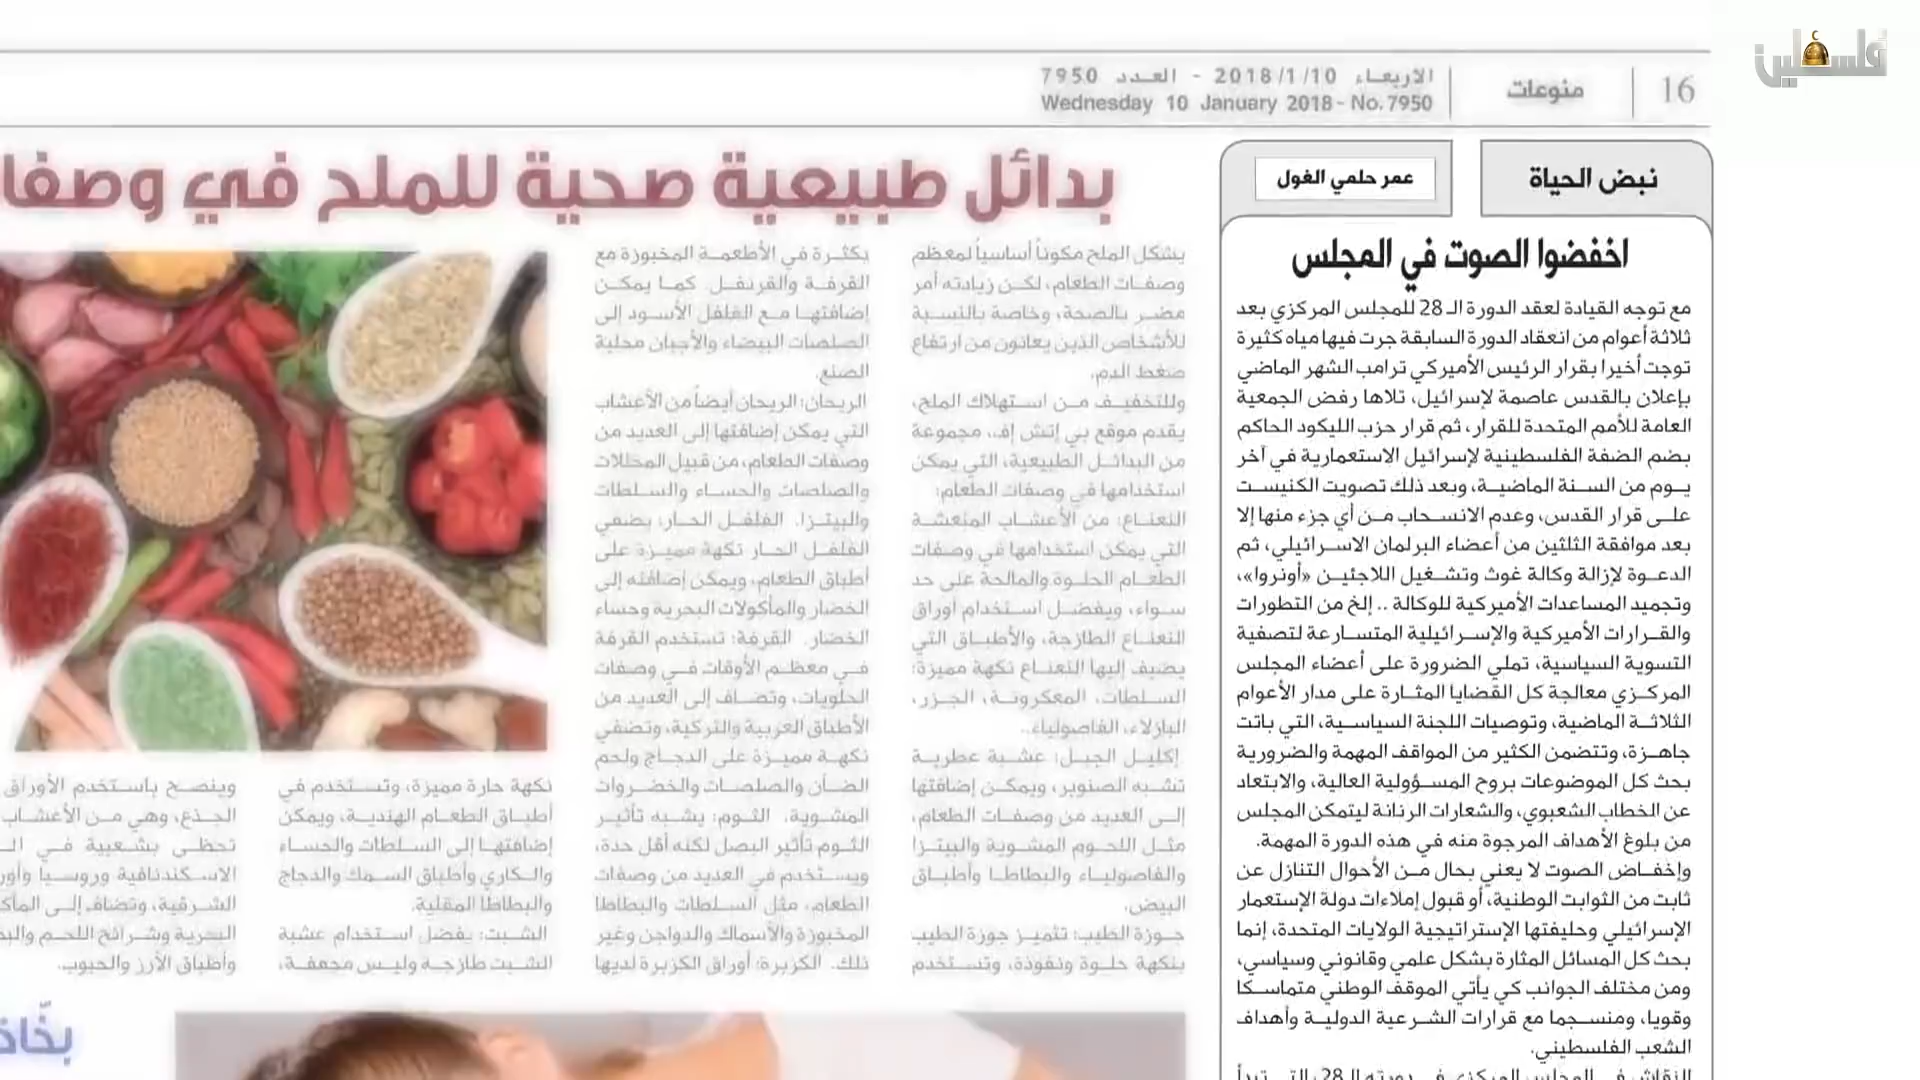 فلسطين
16
منوعات
الاربعاء 2018/1/10 - العدد 7950
Wednesday 10 January 2018 - No. 7950
نبض الحياة
عمر حلمي الغول
اخفضوا الصوت في المجلس
مع توجه القيادة لعقد الدورة الـ 28 للمجلس المركزي بعد
ثلاثة أعوام من انعقاد الدورة السابقة جرت فيها مياه كثيرة
توجت أخيرا بقرار الرئيس الأميركي ترامب الشهر الماضي
بإعلان بالقدس عاصمة لإسرائيل، تلاها رفض الجمعية
العامة للأمم المتحدة للقرار، ثم قرار حزب الليكود الحاكم
بضم الضفة الفلسطينية لإسرائيل الاستعمارية في آخر
يوم من السنة الماضية، وبعد ذلك تصويت الكنيست
على قرار القدس، وعدم الانسحاب من أي جزء منها إلا
بعد موافقة الثلثين من أعضاء البرلمان الاسرائيلي، ثم
الدعوة لإزالة وكالة غوث وتشغيل اللاجئين «أونروا»،
وتجميد المساعدات الأميركية للوكالة .. إلخ من التطورات
والقرارات الأميركية والإسرائيلية المتسارعة لتصفية
التسوية السياسية، تملي الضرورة على أعضاء المجلس
المركزي معالجة كل القضايا المثارة على مدار الأعوام
الثلاثة الماضية، وتوصيات اللجنة السياسية، التي باتت
جاهزة، وتتضمن الكثير من المواقف المهمة والضرورية
بحث كل الموضوعات بروح المسؤولية العالية، والابتعاد
عن الخطاب الشعبوي، والشعارات الرنانة ليتمكن المجلس
من بلوغ الأهداف المرجوة منه في هذه الدورة المهمة.
وإخفاض الصوت لا يعني بحال من الأحوال التنازل عن
ثابت من الثوابت الوطنية، أو قبول إملاءات دولة الإستعمار
الإسرائيلي وحليفتها الإستراتيجية الولايات المتحدة، إنما
بحث كل المسائل المثارة بشكل علمي وقانوني وسياسي،
ومن مختلف الجوانب كي يأتي الموقف الوطني متماسكا
وقويا، ومنسجما مع قرارات الشرعية الدولية وأهداف
الشعب الفلسطيني.
بدائل طبيعية صحية للملح في وصفا
يشكل الملح مكوناً أساسياً لمعظم
وصفات الطعام، لكن زيادته أمر
مضر بالصحة، وخاصة بالنسبة
للأشخاص الذين يعانون من ارتفاع
ضغط الدم.
وللتخفيف من استهلاك الملح،
يقدم موقع بي إتش إف، مجموعة
من البدائل الطبيعية، التي يمكن
استخدامها في وصفات الطعام:
النعناع: من الأعشاب المنعشة
التي يمكن استخدامها في وصفات
الطعام الحلوة والمالحة على حد
سواء، ويفضل استخدام أوراق
النعناع الطازجة، والأطباق التي
يضيف إليها النعناع نكهة مميزة:
السلطات، المعكرونة، الجزر،
البازلاء، الفاصولياء..
إكليل الجبل: عشبة عطرية
تشبه الصنوبر، ويمكن إضافتها
إلى العديد من وصفات الطعام،
مثل اللحوم المشوية والبيتزا
والفاصولياء والبطاطا وأطباق
البيض.
جوزة الطيب: تتميز جوزة الطيب
بنكهة حلوة ونفوذة، وتستخدم
بكثرة في الأطعمة المخبوزة مع
القرفة والقرنفل. كما يمكن
إضافتها مع الفلفل الأسود إلى
الصلصات البيضاء والأجبان محلية
الصنع.
الريحان: الريحان أيضاً من الأعشاب
التي يمكن إضافتها إلى العديد من
وصفات الطعام، من قبيل المخللات
والصلصات والحساء والسلطات
والبيتزا. الفلفل الحار: يضفي
الفلفل الحار نكهة مميزة على
أطباق الطعام، ويمكن إضافته إلى
الخضار والمأكولات البحرية وحساء
الخضار. القرفة: تستخدم القرفة
في معظم الأوقات في وصفات
الحلويات، وتضاف إلى العديد من
الأطباق العربية والتركية، وتضفي
نكهة مميزة على الدجاج ولحم
الضأن والصلصات والخضروات
المشوية. الثوم: يشبه تأثير
الثوم تأثير البصل لكنه أقل حدة،
ويستخدم في العديد من وصفات
الطعام، مثل السلطات والبطاطا
المخبوزة والأسماك والدواجن وغير
ذلك. الكزبرة: أوراق الكزبرة لديها
نكهة حارة مميزة، وتستخدم في
أطباق الطعام الهندية، ويمكن
إضافتها إلى السلطات والحساء
والكاري وأطباق السمك والدجاج
والبطاطا المقلية.
الشبت: يفضل استخدام عشبة
الشبت طازجة وليس مجففة،
وينصح باستخدم الأوراق
الجذع، وهي من الأعشاب
تحظى بشعبية في
الاسكندنافية وروسيا
الشرقية، وتضاف إلى
البحرية وشرائح اللحم
وأطباق الأرز والحبوب.